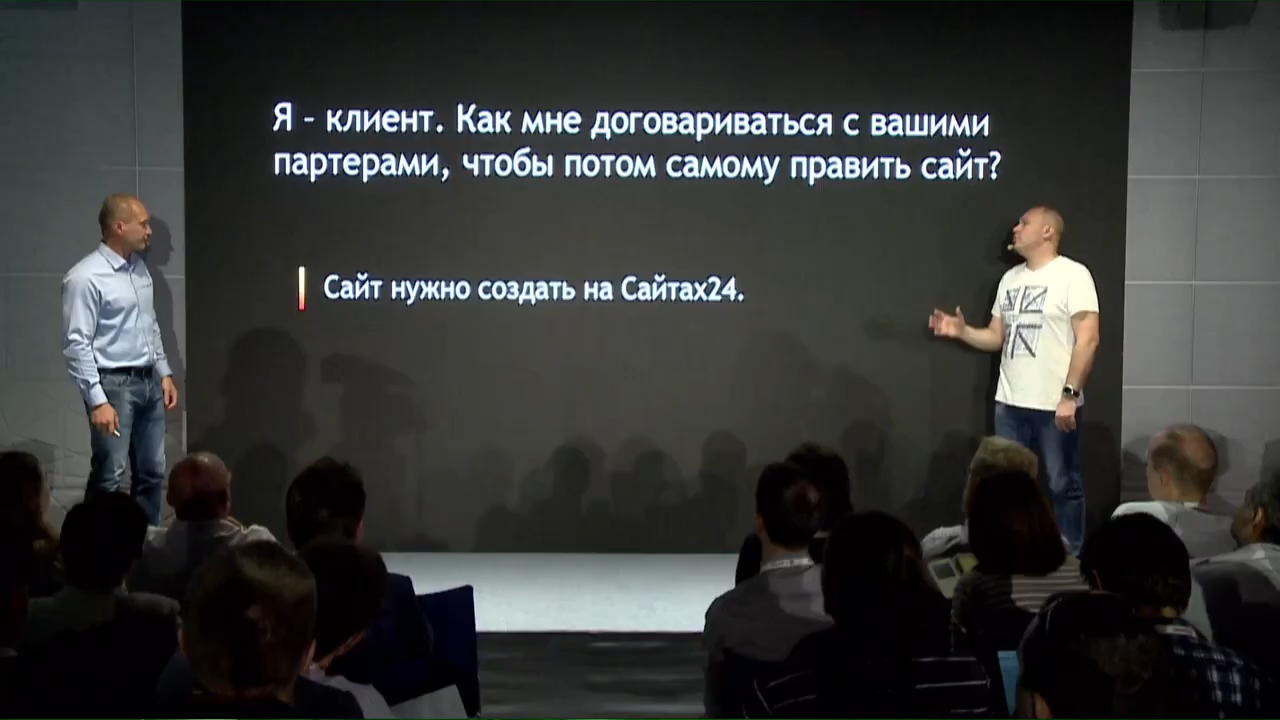 Я - клиент. Как мне договариваться с вашими
партерами, чтобы потом самому править сайт?
Сайт нужно создать на Сайтах24.